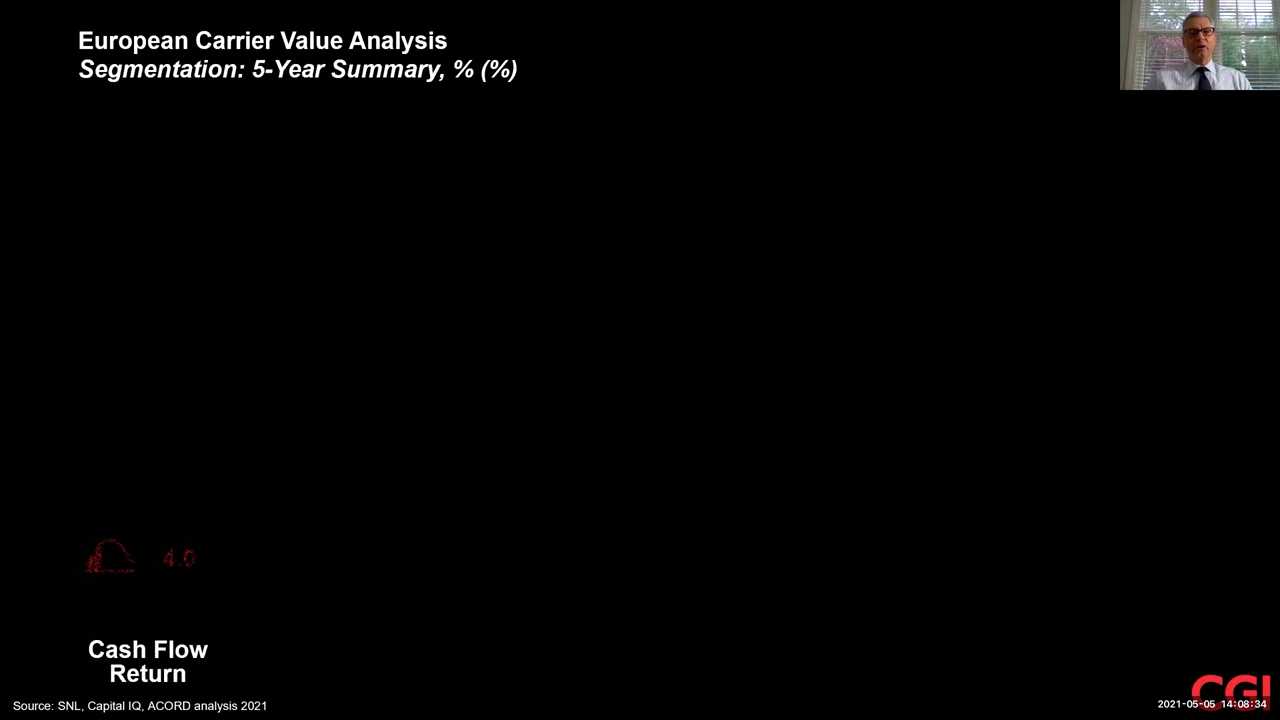 European Carrier Value Analysis
Segmentation: 5-Year Summary, % (%)
4.0
Cash Flow
Return
Source: SNL, Capital IQ, ACORD analysis 2021
CGI
2021-05-05 14:08:34